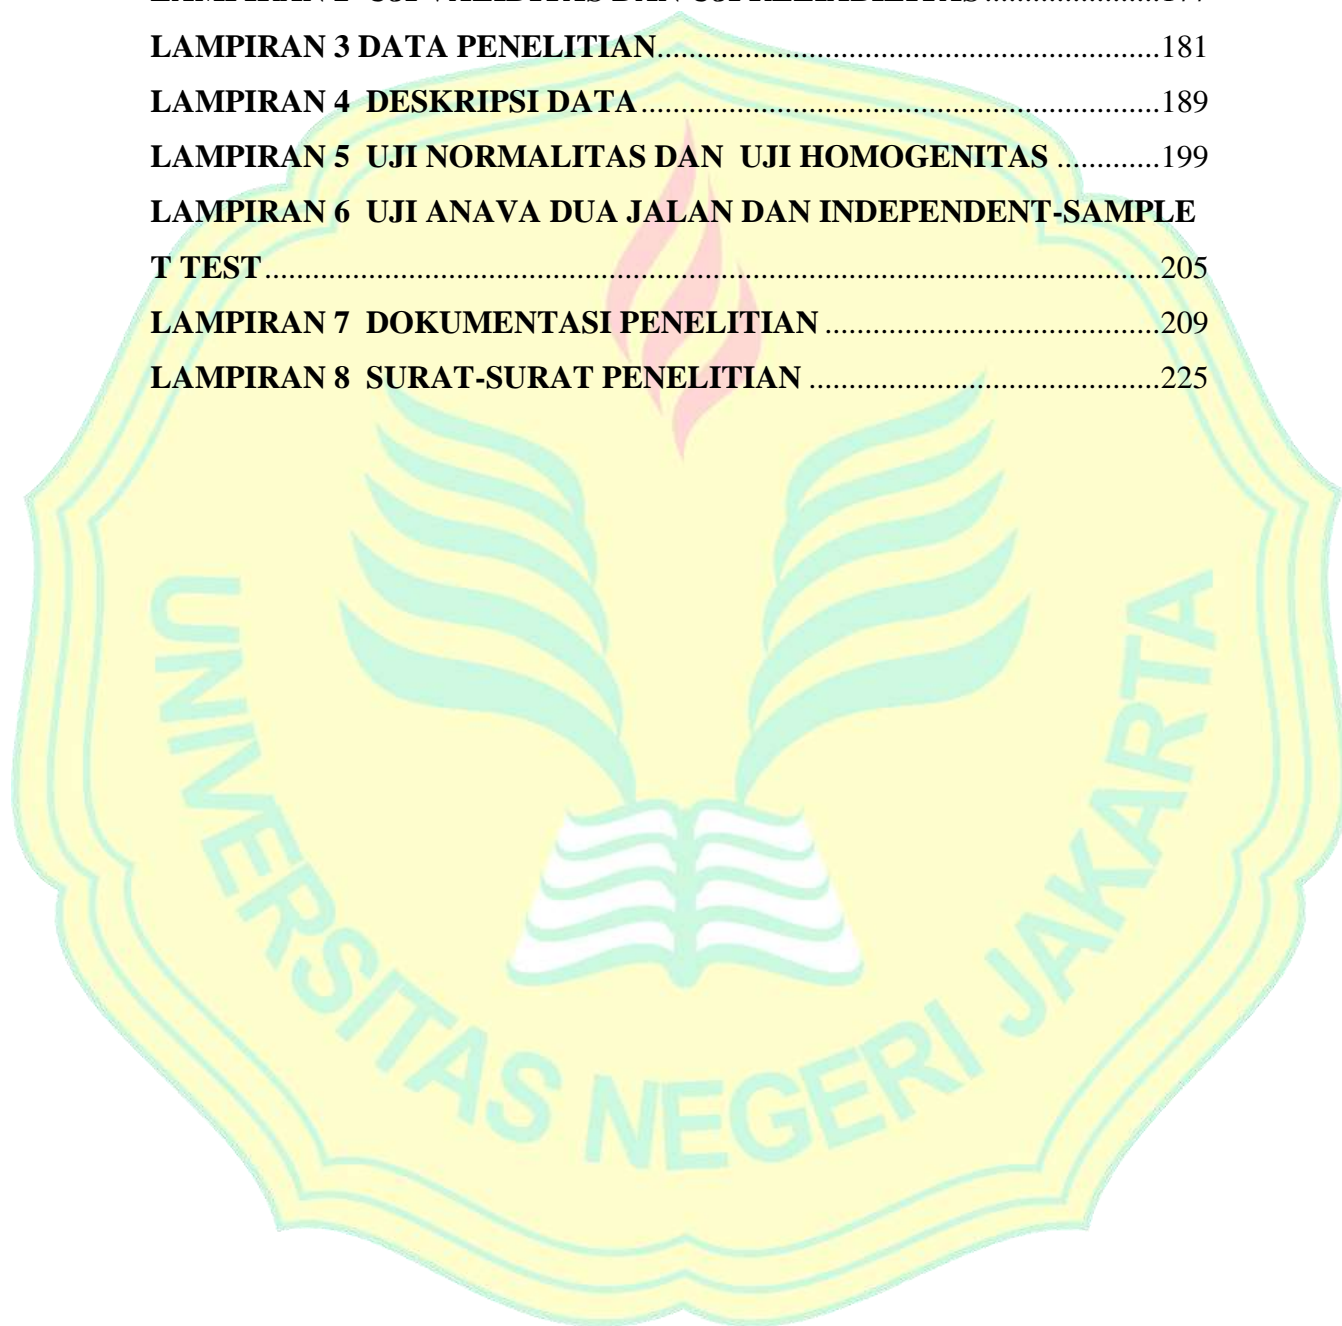 LAMPIRAN 3 DATA PENELITIAN..............................................................181
LAMPIRAN 4  DESKRIPSI DATA................................................................189
LAMPIRAN 5  UJI NORMALITAS DAN  UJI HOMOGENITAS .............199
LAMPIRAN 6  UJI ANAVA DUA JALAN DAN INDEPENDENT-SAMPLE
T TEST..............................................................................................................205
LAMPIRAN 7  DOKUMENTASI PENELITIAN.........................................209
LAMPIRAN 8  SURAT-SURAT PENELITIAN ...........................................225
UNIVERSITAS NEGERI JAKARTA